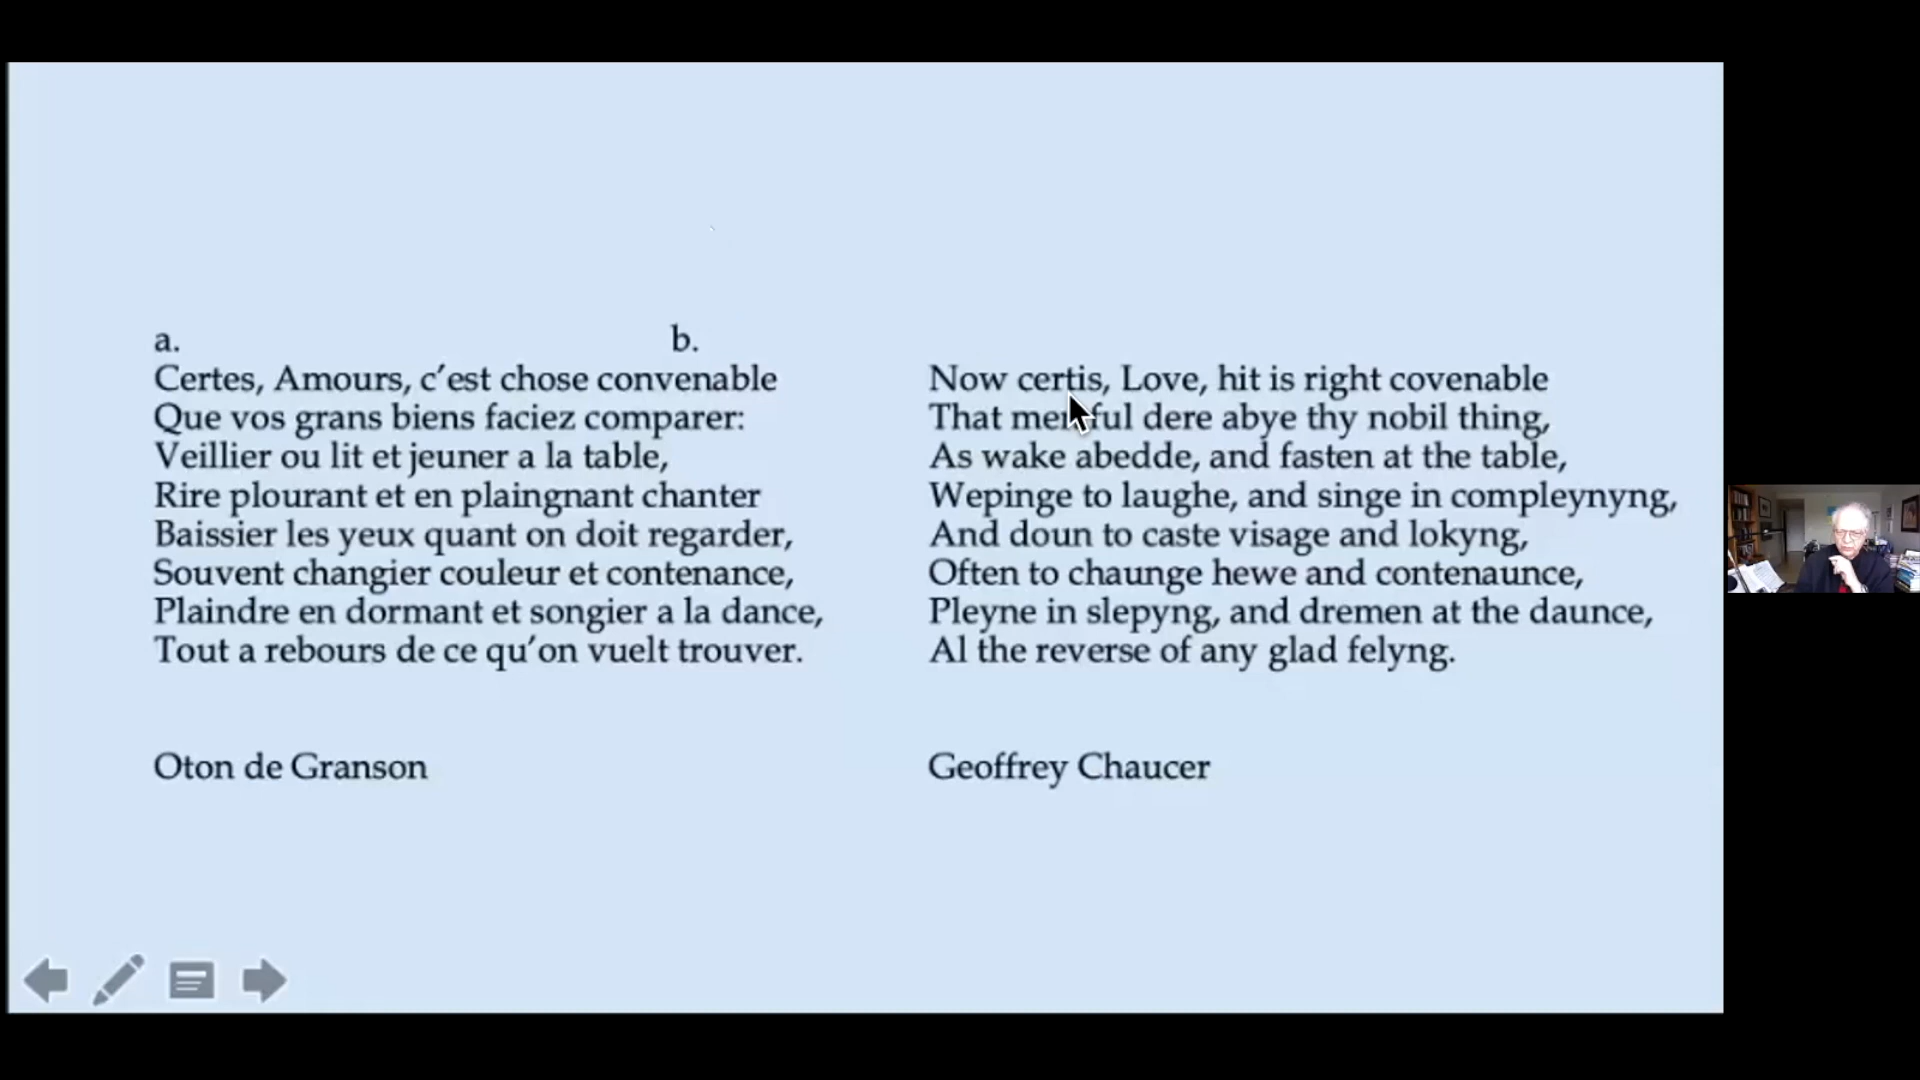 a.
b.
Certes, Amours, c’est chose convenable
Que vos grans biens faciez comparer:
Veillier ou lit et jeuner a la table,
Rire plourant et en plaingnant chanter
Baissier les yeux quant on doit regarder,
Souvent changier couleur et contenance,
Plaindre en dormant et songier a la dance,
Tout a rebours de ce qu’on vuelt trouver.
Oton de Granson
Now certis, Love, hit is right covenable
That dere abye thy nobil thing,
As wake abedde, and fasten at the table,
Wepinge to laughe, and singe in compleynyng,
And doun to caste visage and lokyng,
Often to chaunge hewe and contenaunce,
Pleyne in slepyng, and dremen at the daunce,
Al the reverse of any glad felyng.
Geoffrey Chaucer